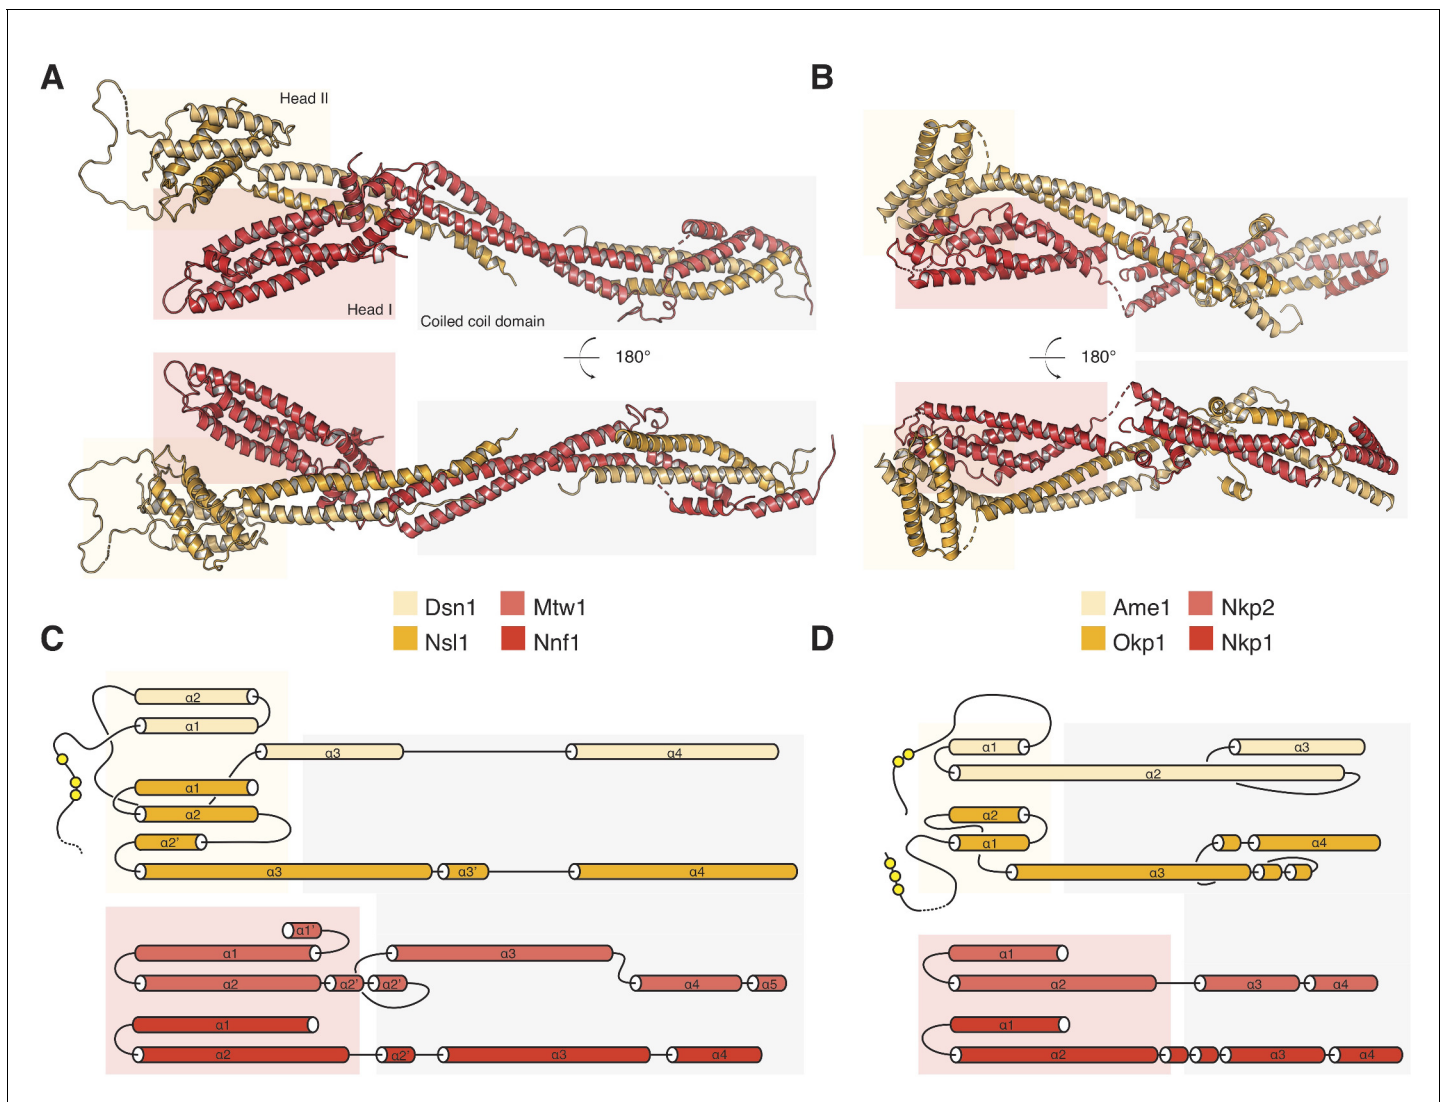 A
B
Head II
Head I
Coiled coil domain
180°
180°
Dsn1
Mtw1
Nsl1
Nnf1
Ame1
Nkp2
Okp1
Nkp1
C
D
α2
α1
α3
α4
α1
α2
α2’
α3
α3’
α4
α1’
α1
α3
α2
α2’
α2’
α4
α5
α1
α2
α2’
α3
α4
α1
α3
α2
α2
α1
α4
α3
α1
α2
α3
α4
α1
α2
α3
α4